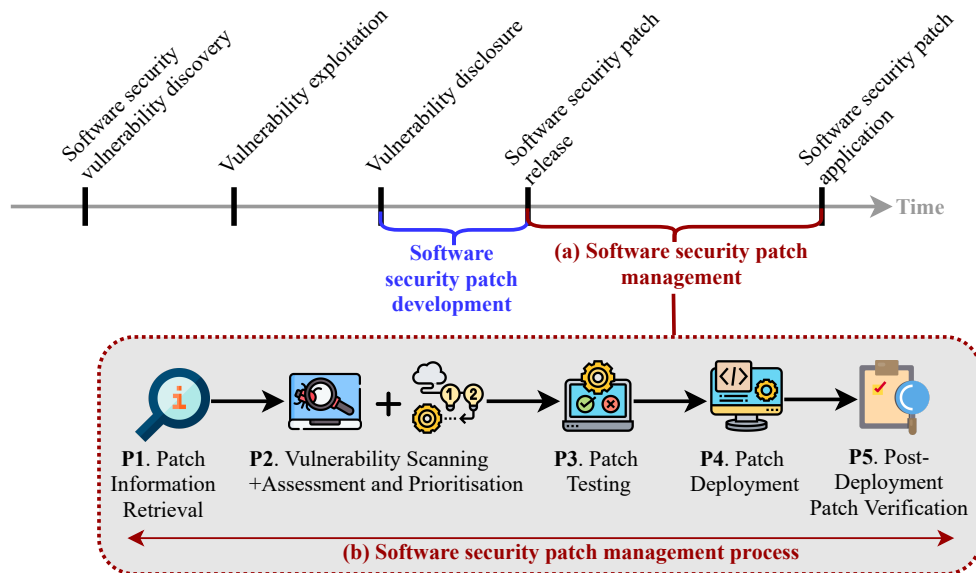 Software security
vulnerability discovery
Vulnerability exploitation
Vulnerability disclosure
Software security patch
release
Software security patch
application
Time
Software
security patch
development
(a) Software security patch
management
i
1
2
</>
P1. Patch
Information
Retrieval
P2. Vulnerability Scanning
+Assessment and Prioritisation
P3. Patch
Testing
P4. Patch
Deployment
P5. Post-
Deployment
Patch Verification
(b) Software security patch management process